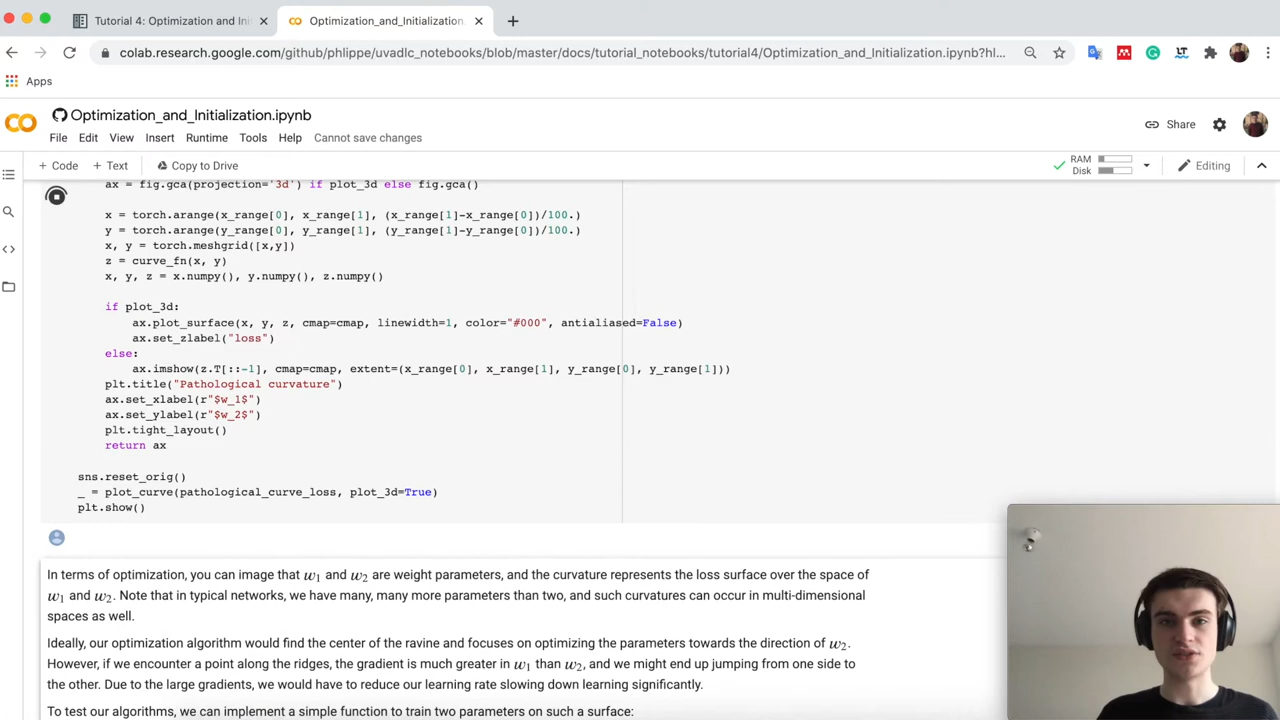 Tutorial 4: Optimization and Ini
Optimization_and_Initialization.
colab.research.google.com/github/phlippe/uvadlc_notebooks/blob/master/docs/tutorial_notebooks/tutorial4/Optimization_and_Initialization.ipynb?hl...
Apps
Optimization_and_Initialization.ipynb
Share
File Edit View Insert Runtime Tools Help Cannot save changes
+ Code + Text Copy to Drive
RAM
Disk
Editing
ax = fig.gca(projection='3d') if plot_3d else fig.gca()
x = torch.arange(x_range[0], x_range[1], (x_range[1]-x_range[0])/100.)
y = torch.arange(y_range[0], y_range[1], (y_range[1]-y_range[0])/100.)
x, y = torch.meshgrid([x,y])
z = curve_fn(x, y)
x, y, z = x.numpy(), y.numpy(), z.numpy()
if plot_3d:
ax.plot_surface(x, y, z, cmap=cmap, linewidth=1, color="#000", antialiased=False)
ax.set_zlabel("loss")
else:
ax.imshow(z.T[::-1], cmap=cmap, extent=(x_range[0], x_range[1], y_range[0], y_range[1]))
plt.title("Pathological curvature")
ax.set_xlabel(r"$w_1$")
ax.set_ylabel(r"$w_2$")
plt.tight_layout()
return ax
sns.reset_orig()
_ = plot_curve(pathological_curve_loss, plot_3d=True)
plt.show()
In terms of optimization, you can image that w₁ and w₂ are weight parameters, and the curvature represents the loss surface over the space of
w₁ and w₂. Note that in typical networks, we have many, many more parameters than two, and such curvatures can occur in multi-dimensional
spaces as well.
Ideally, our optimization algorithm would find the center of the ravine and focuses on optimizing the parameters towards the direction of w₂.
However, if we encounter a point along the ridges, the gradient is much greater in w₁ than w₂, and we might end up jumping from one side to
the other. Due to the large gradients, we would have to reduce our learning rate slowing down learning significantly.
To test our algorithms, we can implement a simple function to train two parameters on such a surface: